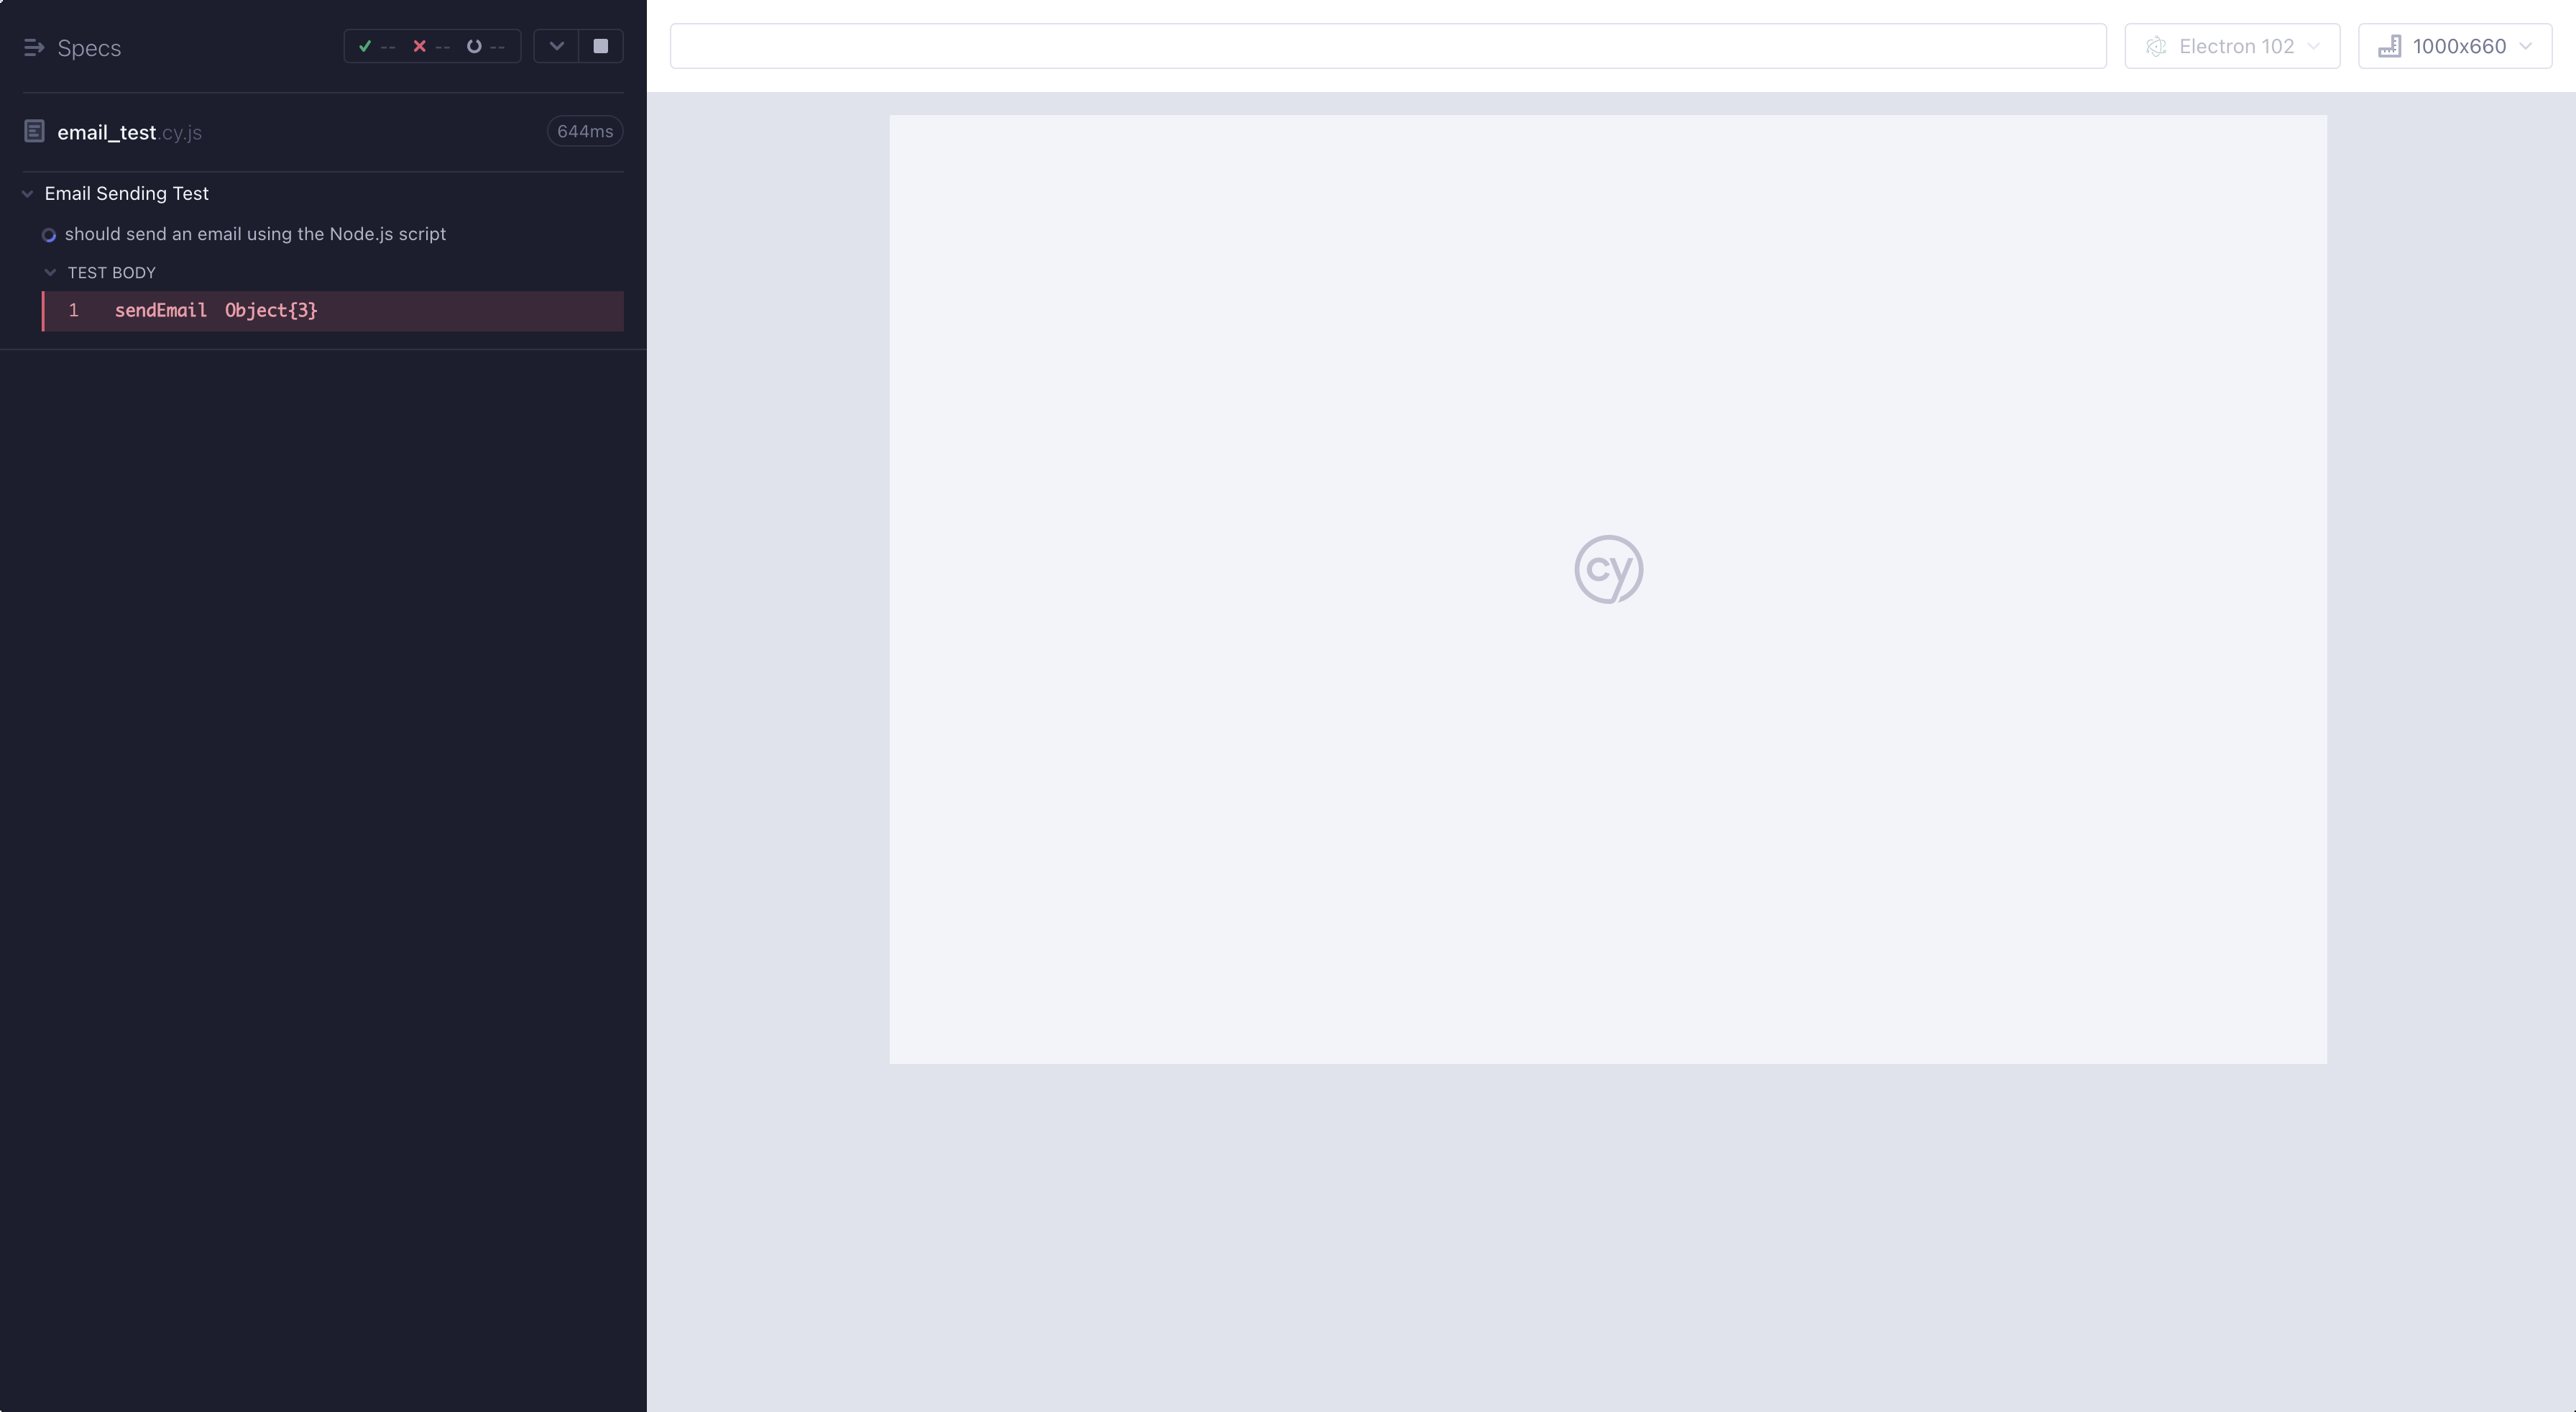 Specs
--
--
--
Electron 102
1000x660
email_test.cy.js
644ms
Email Sending Test
should send an email using the Node.js script
TEST BODY
1 sendEmail Object{3}
cy